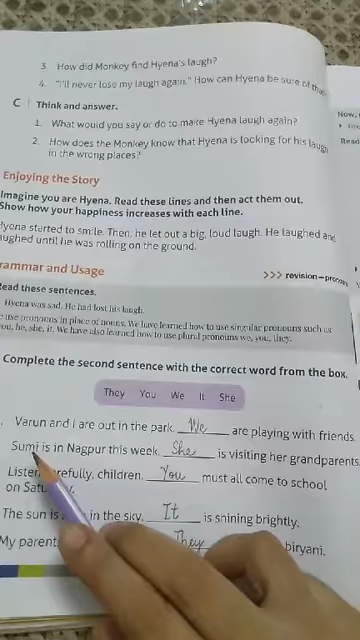 3. How did Monkey find Hyena's laugh?
4. "I'll never lose my laugh again." How can Hyena be sure of
C Think and answer.
1. What would you say or do to make Hyena laugh again?
2. How does the Monkey know that Hyena is looking for his laugh
in the wrong places?
Now,
Read
Enjoying the Story
Imagine you are Hyena. Read these lines and then act them out.
Show how your happiness increases with each line.
Hyena started to smile. Then, he let out a big, loud laugh. He laughed and
laughed until he was rolling on the ground.
rammar and Usage
>>> revision—pronouns
ead these sentences.
Hyena was sad. He had lost his laugh.
e use pronouns in place of nouns. We have learned how to use singular pronouns such as
you, he, she, it. We have also learned how to use plural pronouns we, you, they.
Complete the second sentence with the correct word from the box.
They You We It She
Varun and I are out in the park. We are playing with friends.
Sumi is in Nagpur this week. She is visiting her grandparents.
Listen carefully, children. You must all come to school
on Saturday.
The sun is in the sky. It is shining brightly.
My parent They biryani.